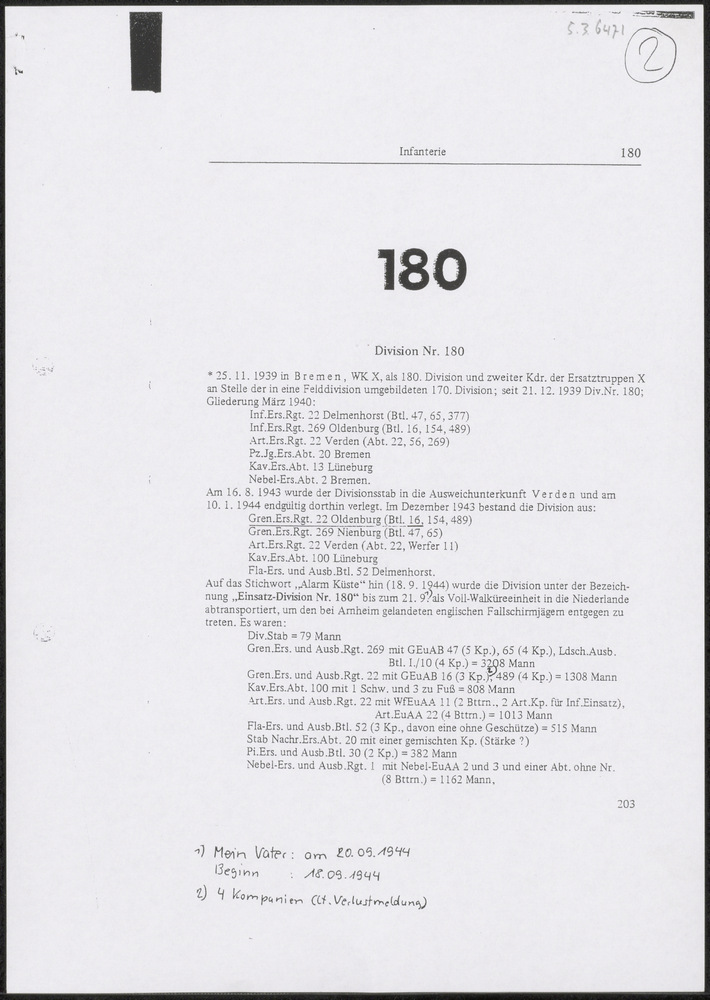 5.3.6471
2
Infanterie 180
180
Division Nr. 180
* 25. 11. 1939 in Bremen, WK X, als 180. Division und zweiter Kdr. der Ersatztruppen X
an Stelle der in eine Felddivision umgebildeten 170. Division; seit 21. 12. 1939 Div.Nr. 180;
Gliederung März 1940:
Inf.Ers.Rgt. 22 Delmenhorst (Btl. 47, 65, 377)
Inf.Ers.Rgt. 269 Oldenburg (Btl. 16, 154, 489)
Art.Ers.Rgt. 22 Verden (Abt. 22, 56, 269)
Pz.Jg.Ers.Abt. 20 Bremen
Kav.Ers.Abt. 13 Lüneburg
Nebel-Ers.Abt. 2 Bremen.
Am 16. 8. 1943 wurde der Divisionsstab in die Ausweichunterkunft Verden und am
10. 1. 1944 endgültig dorthin verlegt. Im Dezember 1943 bestand die Division aus:
Gren.Ers.Rgt. 22 Oldenburg (Btl. 16, 154, 489)
Gren.Ers.Rgt. 269 Nienburg (Btl. 47, 65)
Art.Ers.Rgt. 22 Verden (Abt. 22, Werfer 11)
Kav.Ers.Abt. 100 Lüneburg
Fla-Ers. und Ausb.Btl. 52 Delmenhorst.
Auf das Stichwort „Alarm Küste“ hin (18. 9. 1944) wurde die Division unter der Bezeich-
nung „Einsatz-Division Nr. 180“ bis zum 21. 9. 1) als Voll-Walküreeinheit in die Niederlande
abtransportiert, um den bei Arnheim gelandeten englischen Fallschirmjägern entgegen zu
treten. Es waren:
Div.Stab = 79 Mann
Gren.Ers. und Ausb.Rgt. 269 mit GEuAB 47 (5 Kp.), 65 (4 Kp.), Ldsch.Ausb.
Btl. I./10 (4 Kp.) = 3208 Mann
Gren.Ers. und Ausb.Rgt. 22 mit GEuAB 16 (3 Kp.), 2) 489 (4 Kp.) = 1308 Mann
Kav.Ers.Abt. 100 mit 1 Schw. und 3 zu Fuß = 808 Mann
Art.Ers. und Ausb.Rgt. 22 mit WfEuAA 11 (2 Bttrn., 2 Art.Kp. für Inf.Einsatz),
Art.EuAA 22 (4 Bttrn.) = 1013 Mann
Fla-Ers. und Ausb.Btl. 52 (3 Kp., davon eine ohne Geschütze) = 515 Mann
Stab Nachr.Ers.Abt. 20 mit einer gemischten Kp. (Stärke ?)
Pi.Ers. und Ausb.Btl. 30 (2 Kp.) = 382 Mann
Nebel-Ers. und Ausb.Rgt. 1 mit Nebel-EuAA 2 und 3 und einer Abt. ohne Nr.
(8 Bttrn.) = 1162 Mann,
203
1) Mein Vater: am 20.09.1944
Beginn : 18.09.1944
2) 4 Kompanien (lt. Verlustmeldung)